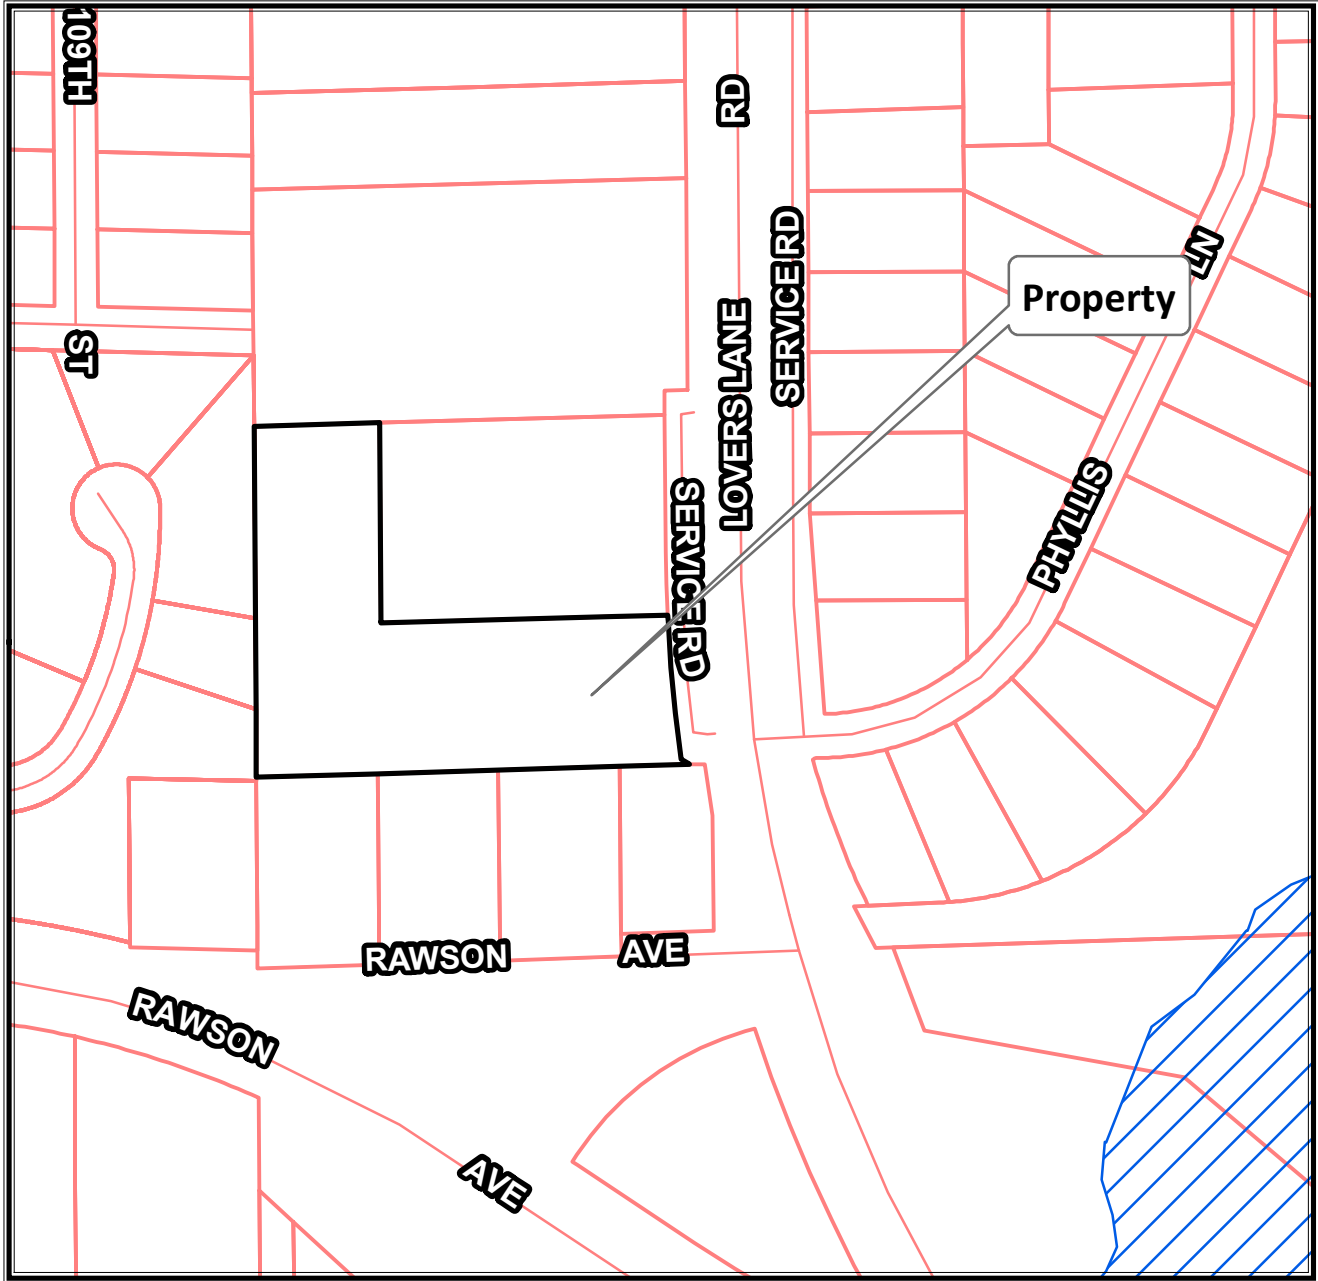 109TH
ST
RD
SERVICE RD
LOVERS LANE
SERVICE RD
Property
LN
PHYLLIS
RAWSON
AVE
RAWSON
AVE